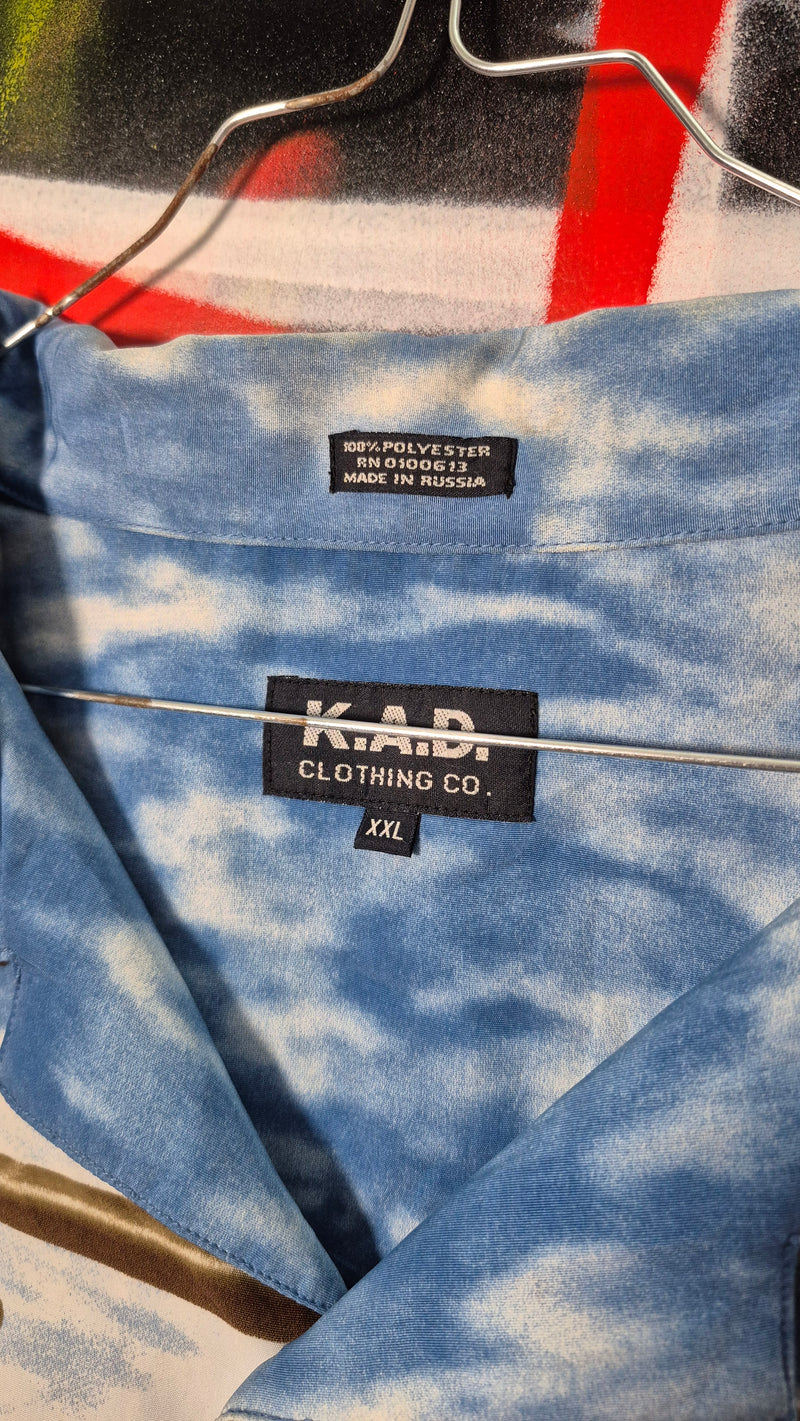 100% POLYESTER
RN 0100613
MADE IN RUSSIA
K.A.D.
CLOTHING CO.
XXL